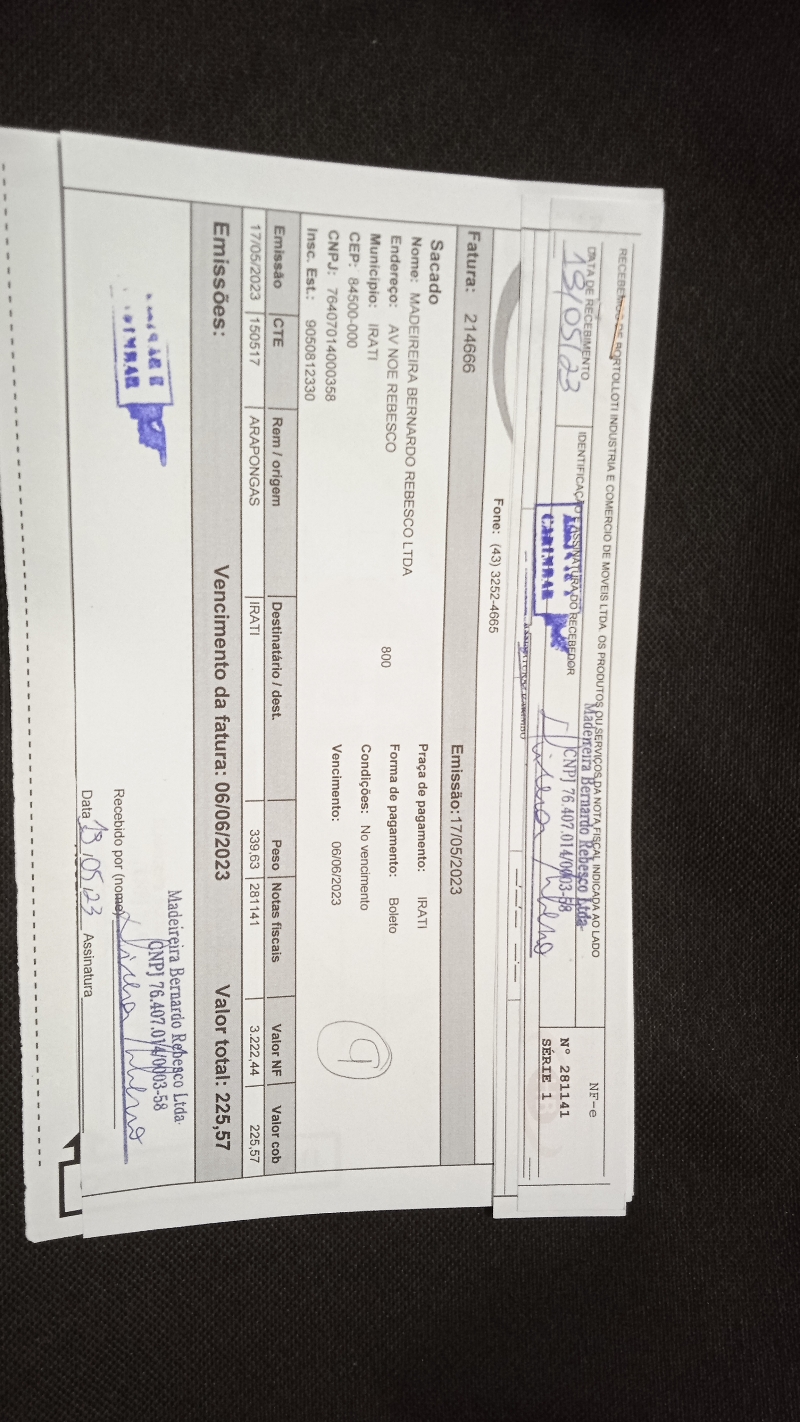 RECEBEMOS DE BORTOLLOTI INDUSTRIA E COMERCIO DE MOVEIS LTDA. OS PRODUTOS OU SERVIÇOS DA NOTA FISCAL INDICADA AO LADO
NF-e
Nº 281141
SÉRIE 1
DATA DE RECEBIMENTO
IDENTIFICAÇÃO E ASSINATURA DO RECEBEDOR
Madeireira Bernardo Rebesco Ltda.
CNPJ 76.407.014/0003-58
CARIMBAR
Fone: (43) 3252-4665
Fatura: 214666
Emissão:17/05/2023
Sacado
Nome: MADEIREIRA BERNARDO REBESCO LTDA
Praça de pagamento: IRATI
Endereço: AV NOE REBESCO 800
Forma de pagamento: Boleto
Municipio: IRATI
Condições: No vencimento
CEP: 84500-000
Vencimento: 06/06/2023
CNPJ: 76407014000358
Insc. Est.: 9050812330
9
Emissão CTE Rem / origem Destinatário / dest. Peso Notas fiscais Valor NF Valor cob
17/05/2023 150517 ARAPONGAS IRATI 339,63 281141 3.222,44 225,57
Emissões: Vencimento da fatura: 06/06/2023 Valor total: 225,57
Madeireira Bernardo Rebesco Ltda.
CNPJ 76.407.014/0003-58
Recebido por (nome)
Data Assinatura